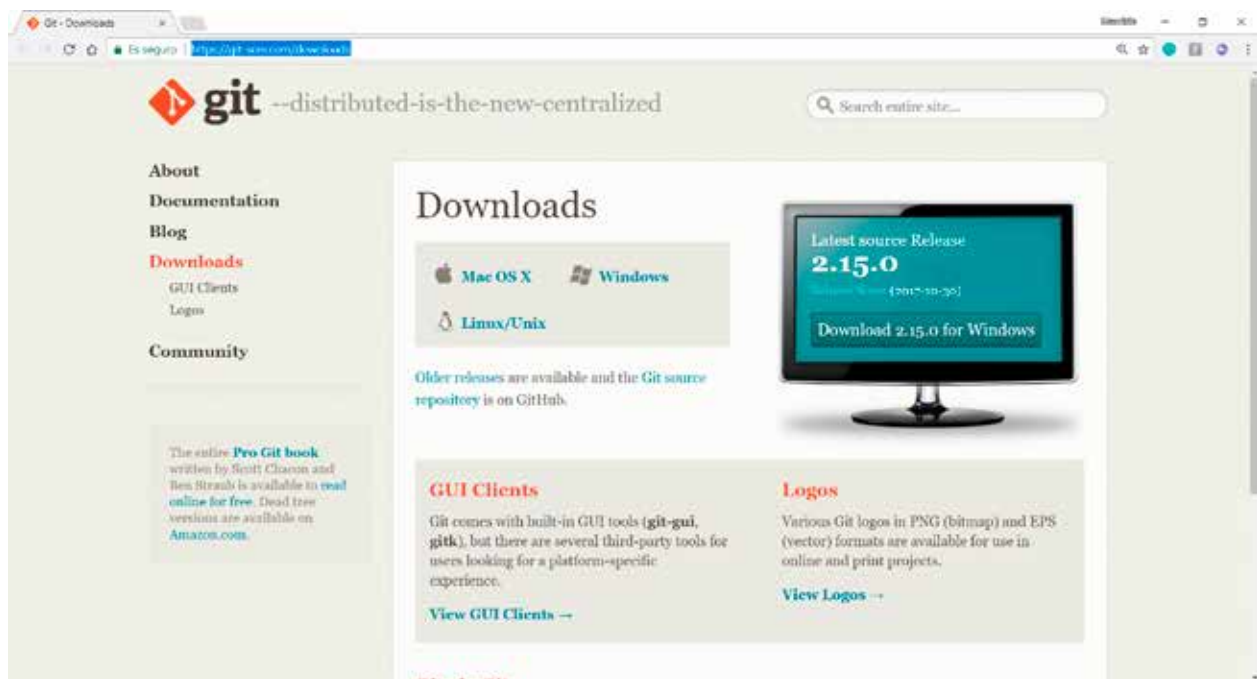 Git - Downloads
Es seguro | https://git-scm.com/downloads
git --distributed-is-the-new-centralized
Search entire site...
About
Documentation
Blog
Downloads
GUI Clients
Logos
Community
The entire Pro Git book
written by Scott Chacon and
Ben Straub is available to read
online for free. Dead tree
versions are available on
Amazon.com.
Downloads
Mac OS X
Windows
Linux/Unix
Older releases are available and the Git source
repository is on GitHub.
Latest source Release
2.15.0
(2017-10-30)
Download 2.15.0 for Windows
GUI Clients
Git comes with built-in GUI tools (git-gui,
gitk), but there are several third-party tools for
users looking for a platform-specific
experience.
View GUI Clients →
Logos
Various Git logos in PNG (bitmap) and EPS
(vector) formats are available for use in
online and print projects.
View Logos →